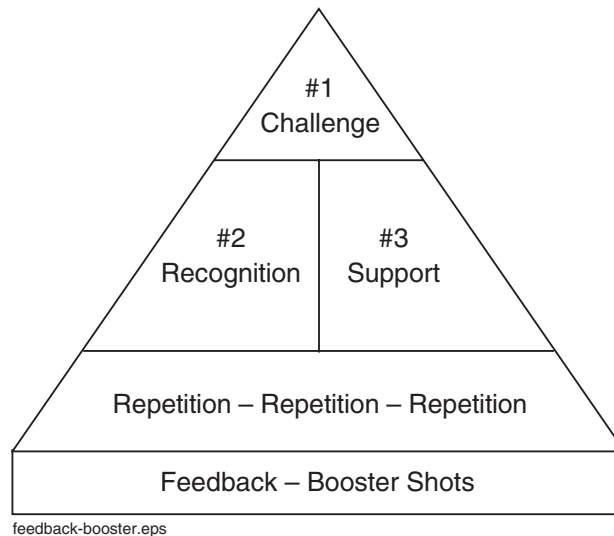 #1
Challenge
#2
Recognition
#3
Support
Repetition – Repetition – Repetition
Feedback – Booster Shots
feedback-booster.eps